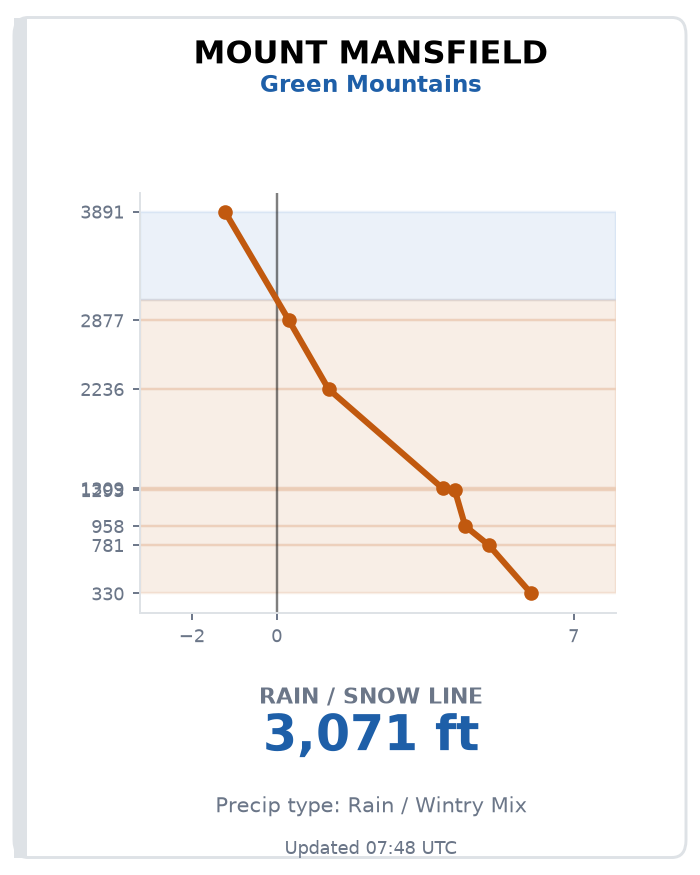 MOUNT MANSFIELD
Green Mountains
3891
2877
2236
958
781
330
−2 0 7
RAIN / SNOW LINE
3,071 ft
Precip type: Rain / Wintry Mix
Updated 07:48 UTC